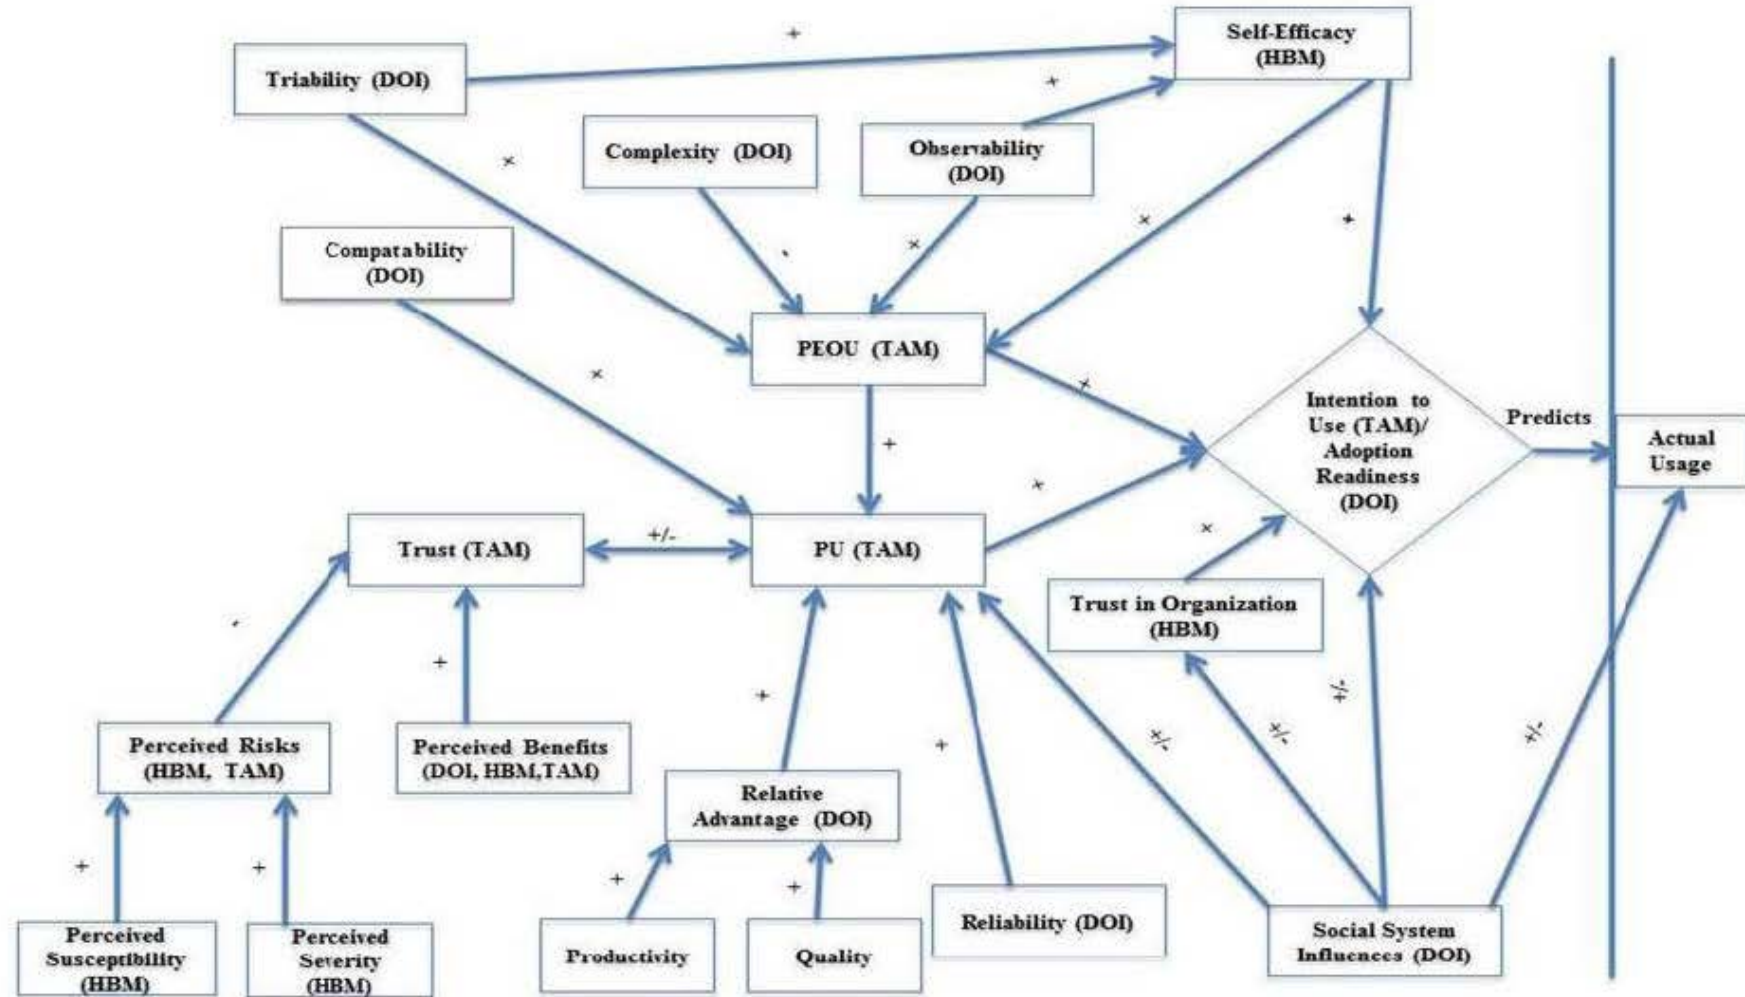 Self-Efficacy
(HBM)
+
Triability (DOI)
+
Complexity (DOI)
Observability
(DOI)
+
+
+
+
-
+
Compatability
(DOI)
+
PEOU (TAM)
+
+
Intention to
Use (TAM)/
Adoption
Readiness
(DOI)
Predicts
Actual
Usage
+
+
Trust (TAM)
+/-
PU (TAM)
+
Trust in Organization
(HBM)
-
+
+
+
+/-
+/-
+/-
+/-
Perceived Risks
(HBM, TAM)
Perceived Benefits
(DOI, HBM,TAM)
Relative
Advantage (DOI)
+
+
+
+
Perceived
Susceptibility
(HBM)
Perceived
Severity
(HBM)
Productivity
Quality
Reliability (DOI)
Social System
Influences (DOI)